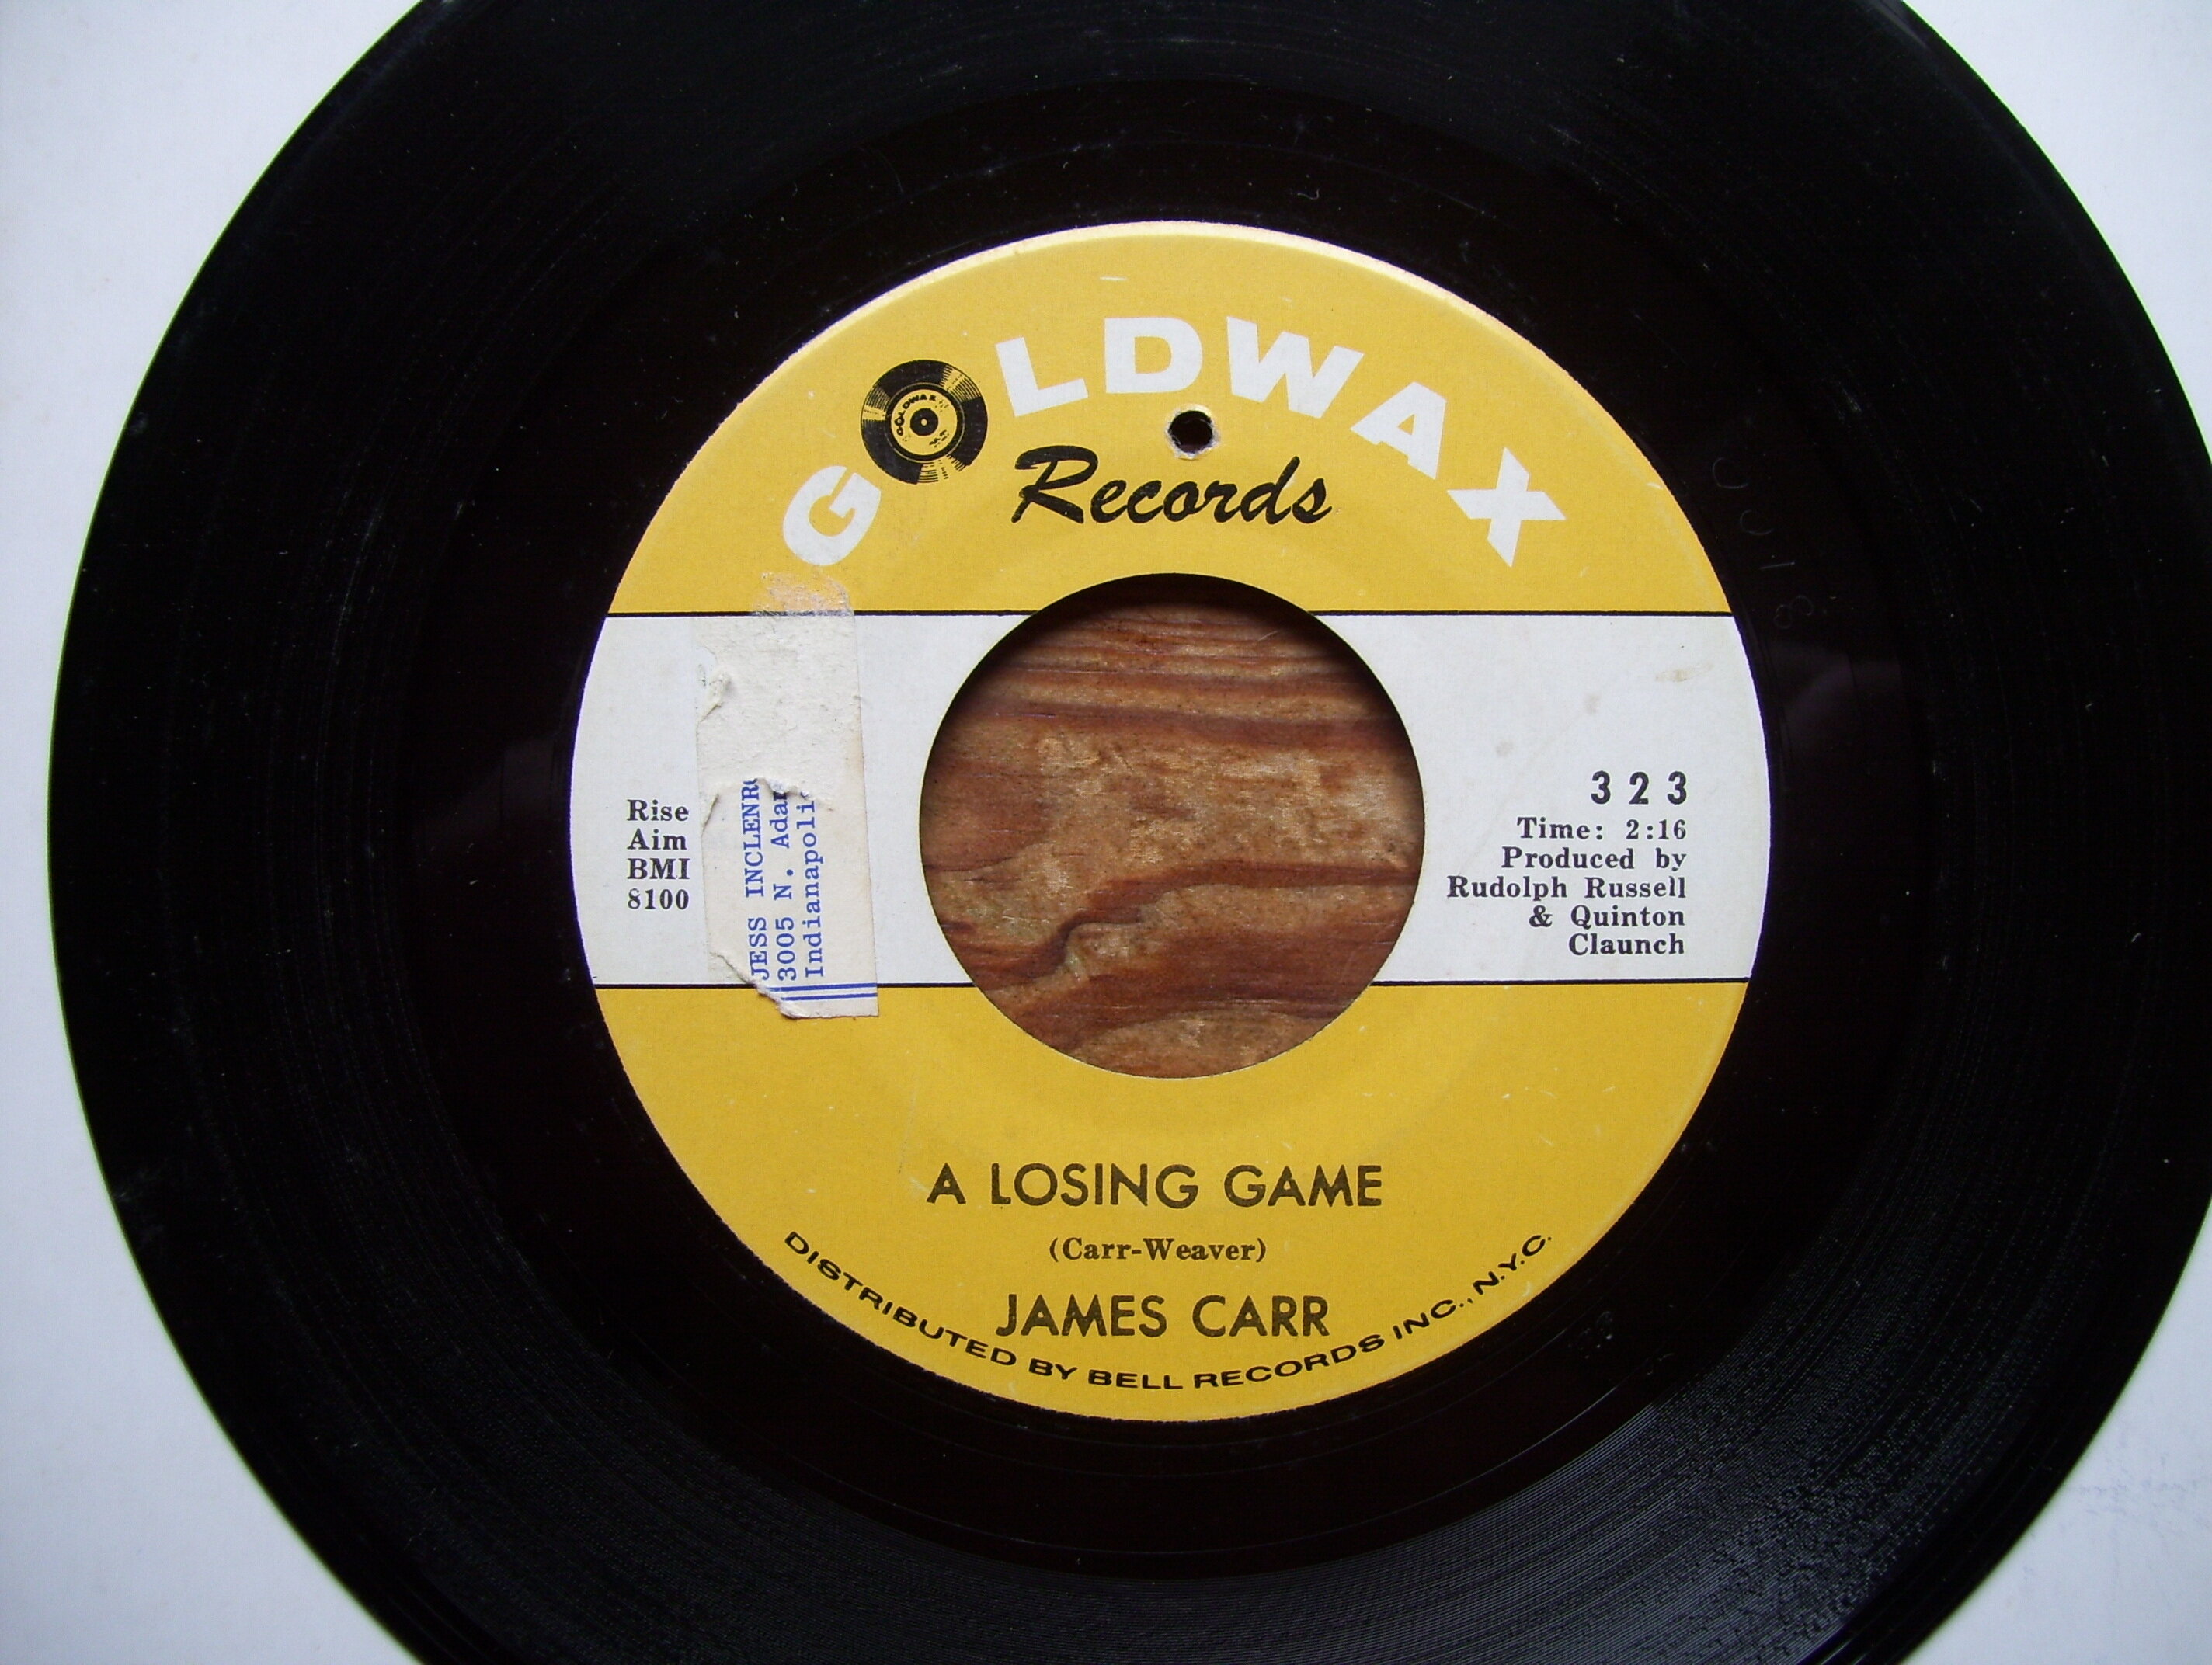 GOLDWAX
Records
Rise
Aim
BMI
8100
JESS
3005 N.
Indianapolis
323
Time: 2:16
Produced by
Rudolph Russell
& Quinton
Claunch
A LOSING GAME
(Carr-Weaver)
JAMES CARR
DISTRIBUTED BY BELL RECORDS INC., N.Y.C.